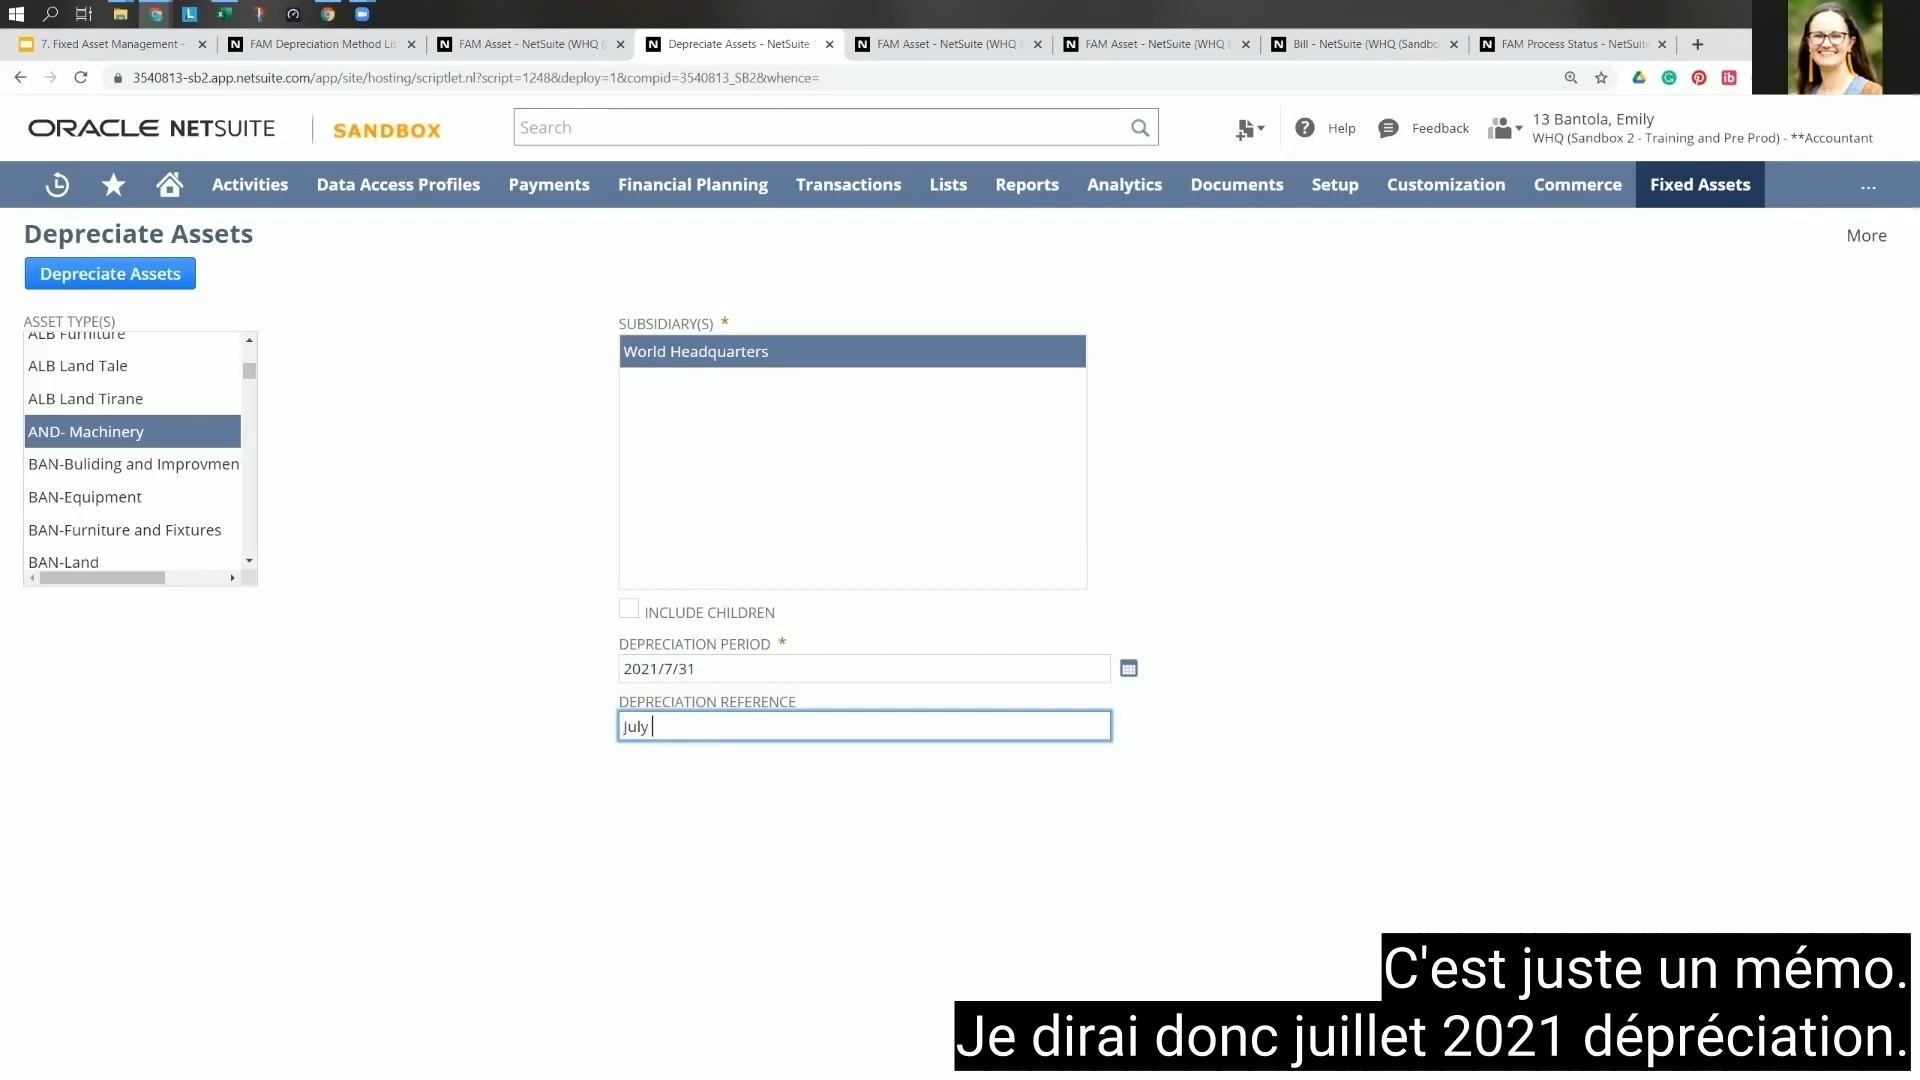 7. Fixed Asset Management -
FAM Depreciation Method Lis
FAM Asset - NetSuite (WHQ (
Depreciate Assets - NetSuite
FAM Asset - NetSuite (WHQ
FAM Asset - NetSuite (WHQ
Bill - NetSuite (WHQ (Sandbo
FAM Process Status - NetSuite
3540813-sb2.app.netsuite.com/app/site/hosting/scriptlet.nl?script=1248&deploy=1&compid=3540813_SB2&whence=
ORACLE NETSUITE
SANDBOX
Search
Help
Feedback
13 Bantola, Emily
WHQ (Sandbox 2 - Training and Pre Prod) - **Accountant
Activities
Data Access Profiles
Payments
Financial Planning
Transactions
Lists
Reports
Analytics
Documents
Setup
Customization
Commerce
Fixed Assets
...
Depreciate Assets
More
Depreciate Assets
ASSET TYPE(S)
ALB Furniture
ALB Land Tale
ALB Land Tirane
AND- Machinery
BAN-Buliding and Improvmen
BAN-Equipment
BAN-Furniture and Fixtures
BAN-Land
SUBSIDIARY(S) *
World Headquarters
INCLUDE CHILDREN
DEPRECIATION PERIOD *
2021/7/31
DEPRECIATION REFERENCE
July
C'est juste un mémo.
Je dirai donc juillet 2021 dépréciation.